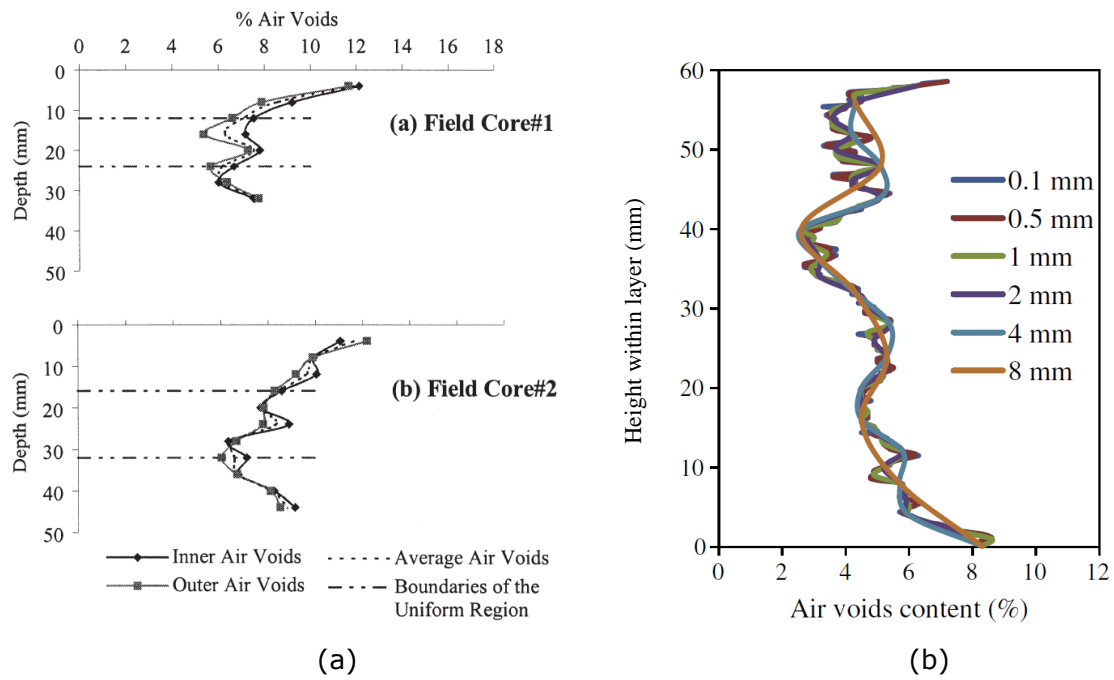 % Air Voids
0 2 4 6 8 10 12 14 16 18
0
10
20
30
40
50
Depth (mm)
(a) Field Core#1
0
10
20
30
40
50
Depth (mm)
(b) Field Core#2
Inner Air Voids
Average Air Voids
Outer Air Voids
Boundaries of the
Uniform Region
(a)
60
50
40
30
20
10
0
Height within layer (mm)
0.1 mm
0.5 mm
1 mm
2 mm
4 mm
8 mm
0 2 4 6 8 10 12
Air voids content (%)
(b)